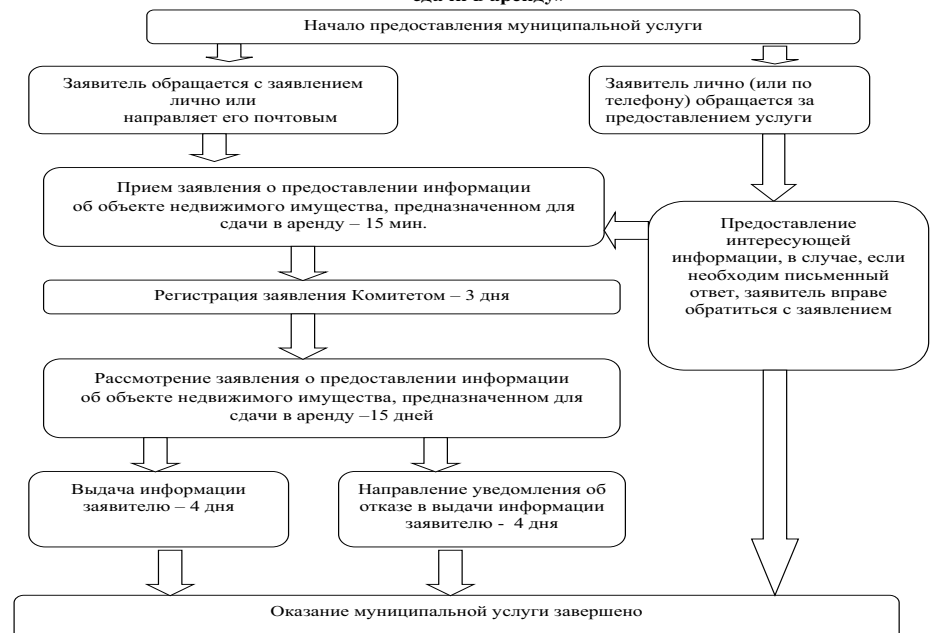 Начало предоставления муниципальной услуги
Заявитель обращается с заявлением
лично или
направляет его почтовым
Заявитель лично (или по
телефону) обращается за
предоставлением услуги
Прием заявления о предоставлении информации
об объекте недвижимого имущества, предназначенном для
сдачи в аренду – 15 мин.
Предоставление
интересующей
информации, в случае, если
необходим письменный
ответ, заявитель вправе
обратиться с заявлением
Регистрация заявления Комитетом – 3 дня
Рассмотрение заявления о предоставлении информации
об объекте недвижимого имущества, предназначенном для
сдачи в аренду –15 дней
Выдача информации
заявителю – 4 дня
Направление уведомления об
отказе в выдачи информации
заявителю - 4 дня
Оказание муниципальной услуги завершено